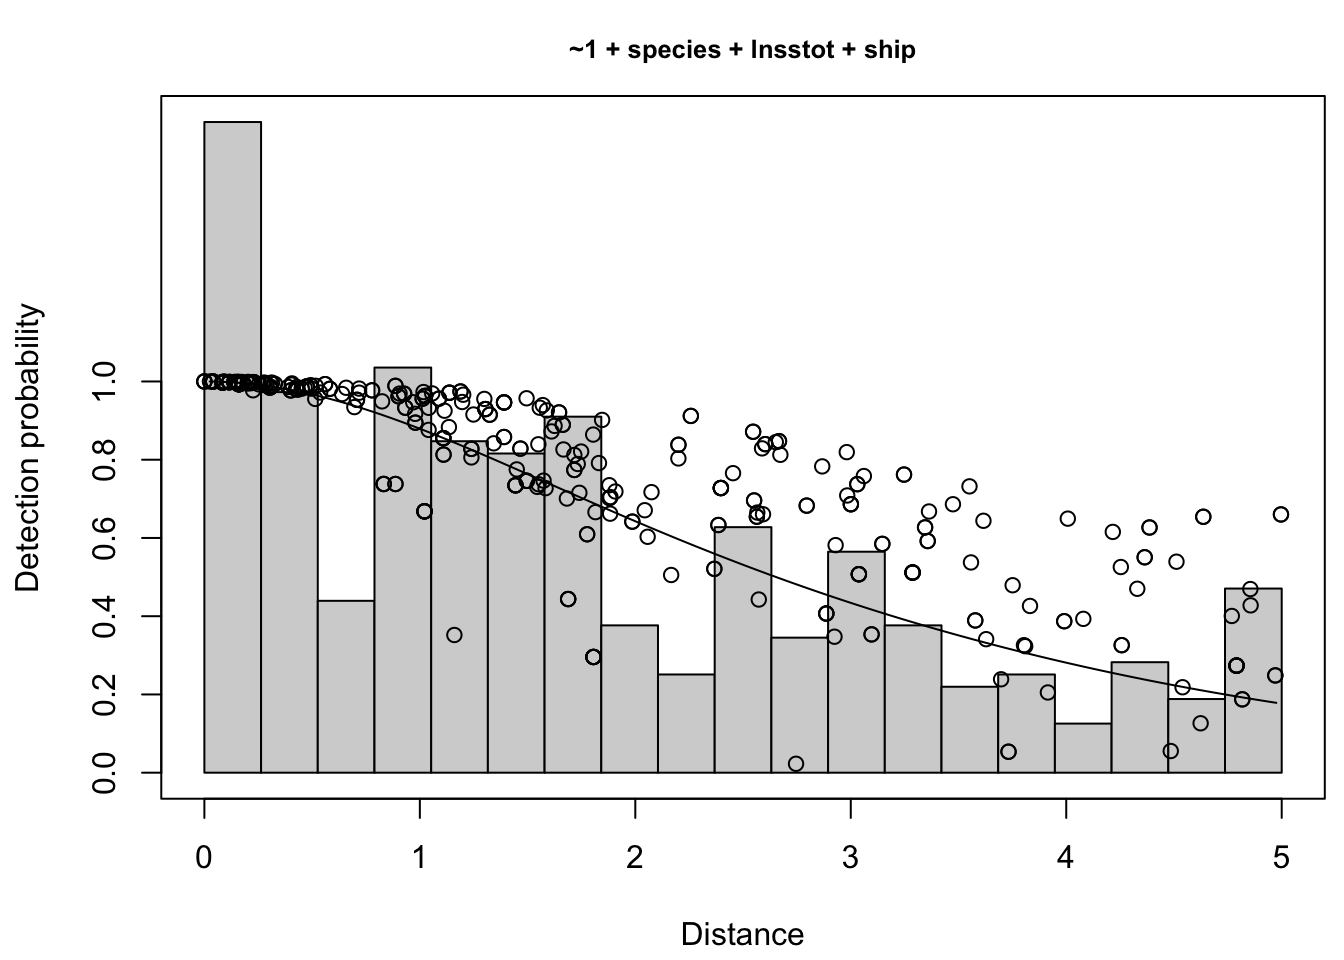 ~1 + species + lnsstot + ship
Detection probability
1.0
0.8
0.6
0.4
0.2
0.0
0 1 2 3 4 5
Distance